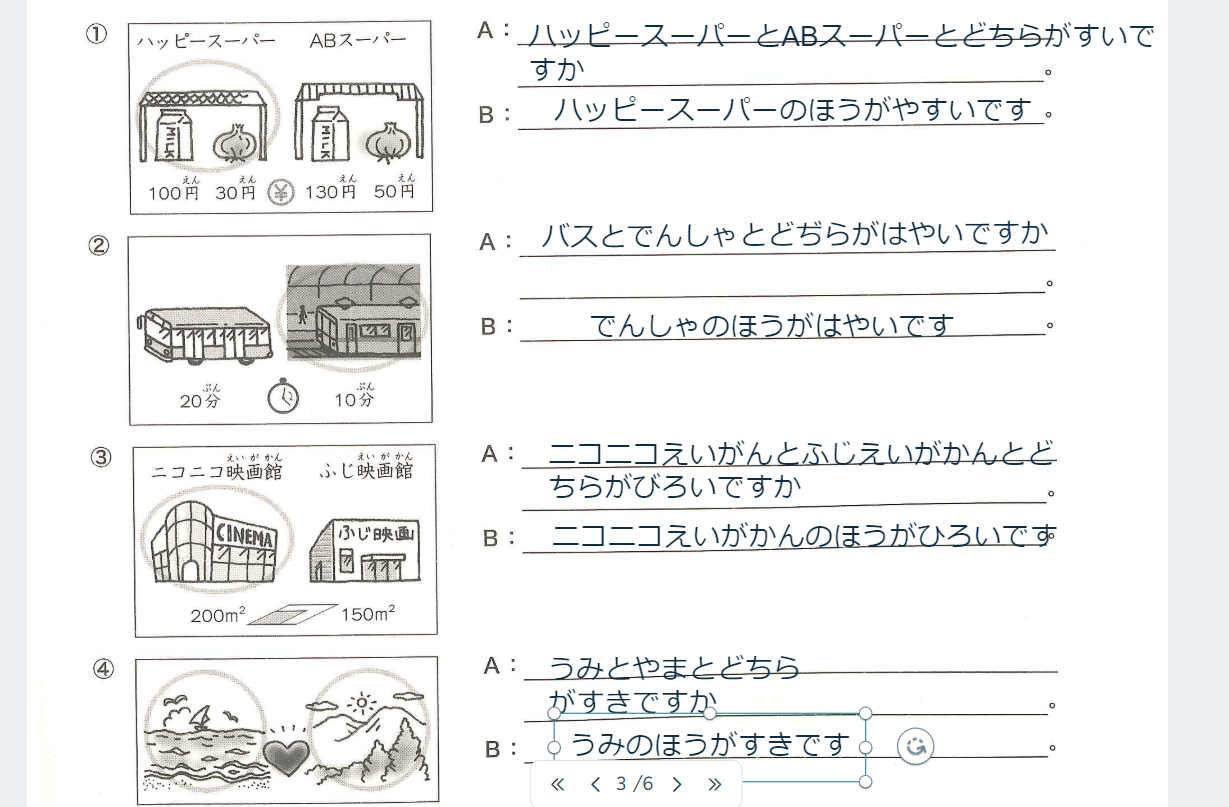 ①
ハッピースーパー ABスーパー
MILK MILK
えん えん えん えん
100円 30円 ¥ 130円 50円
A： ハッピースーパーとABスーパーとどちらがすいで
すか 。
B： ハッピースーパーのほうがやすいです 。
②
ぷん ぷん
20分 10分
A： バスとでんしゃとどぢらがはやいですか
。
B： でんしゃのほうがはやいです 。
③
えいがかん えいがかん
ニコニコ映画館 ふじ映画館
CINEMA ふじ映画
200m² 150m²
A： ニコニコえいがんとふじえいがかんとど
ちらがびろいですか 。
B： ニコニコえいがかんのほうがひろいです。
④
A： うみとやまとどちら
がすきですか 。
B： うみのほうがすきです 。
« ‹ 3 /6 › »